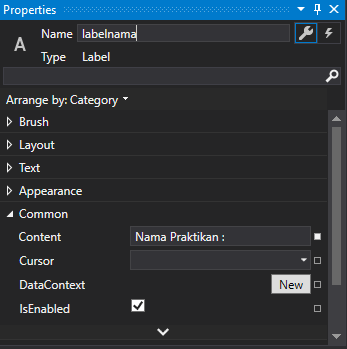 Properties
Name labelnama
Type Label
Arrange by: Category
Brush
Layout
Text
Appearance
Common
Content Nama Praktikan :
Cursor
DataContext New
IsEnabled